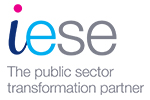 iese
The public sector
transformation partner